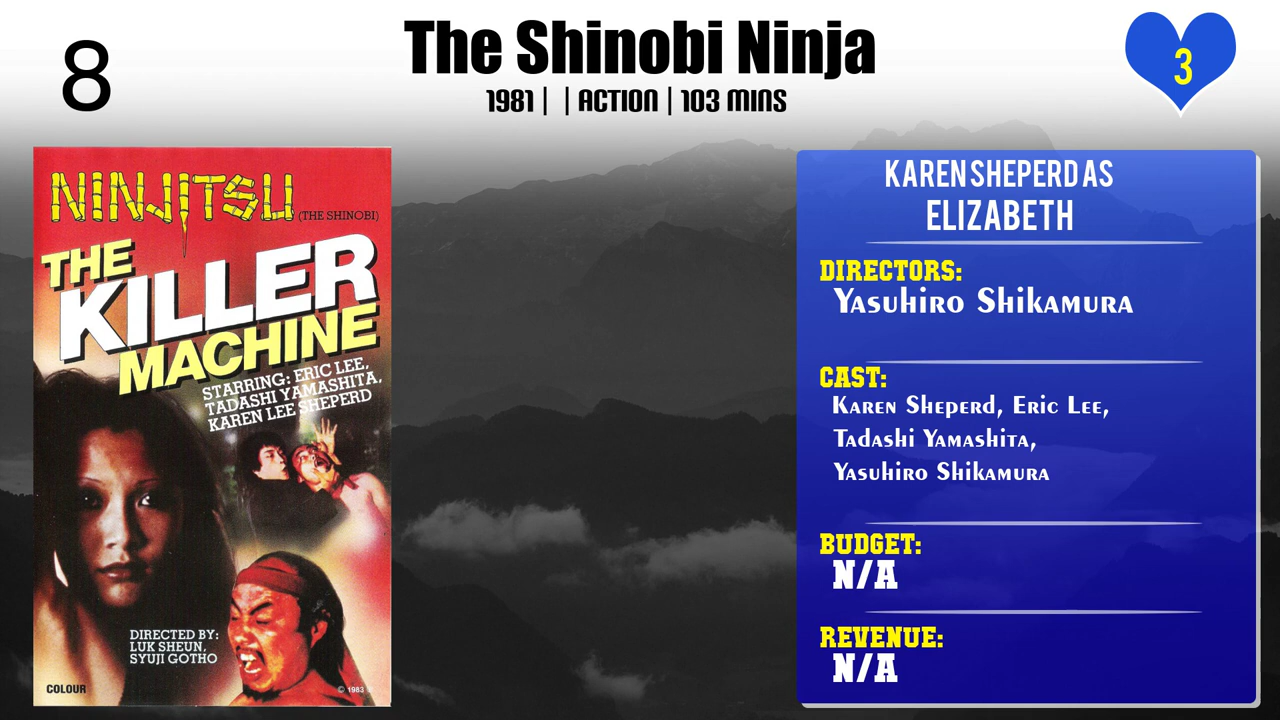 8
The Shinobi Ninja
1981 | | ACTION | 103 MINS
3
NINJITSU
(THE SHINOBI)
THE
KILLER
MACHINE
STARRING: ERIC LEE,
TADASHI YAMASHITA,
KAREN LEE SHEPERD
DIRECTED BY:
LUK SHEUN,
SYUJI GOTHO
COLOUR
© 1983
KAREN SHEPERD AS
ELIZABETH
DIRECTORS:
Yasuhiro Shikamura
CAST:
Karen Sheperd, Eric Lee,
Tadashi Yamashita,
Yasuhiro Shikamura
BUDGET:
N/A
REVENUE:
N/A